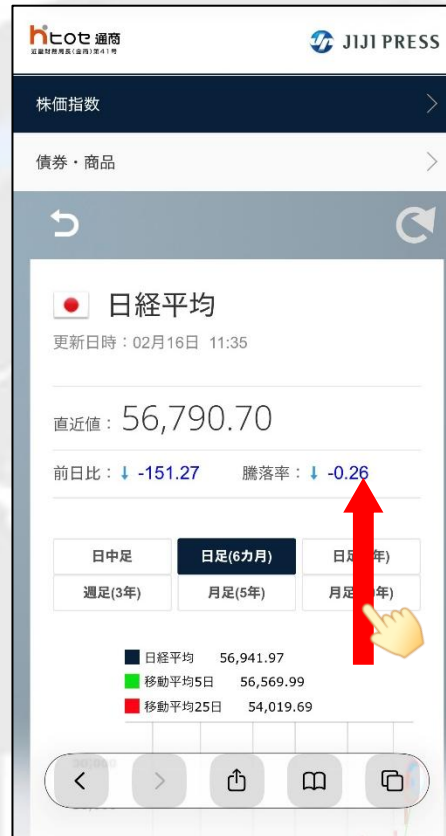 ヒロセ通商
近畿財務局長(金商)第41号
JIJI PRESS
株価指数
債券・商品
日経平均
更新日時：02月16日 11:35
直近値： 56,790.70
前日比：↓ -151.27 騰落率：↓ -0.26
日中足 日足(6カ月)
週足(3年) 月足(5年)
日経平均 56,941.97
移動平均5日 56,569.99
移動平均25日 54,019.69